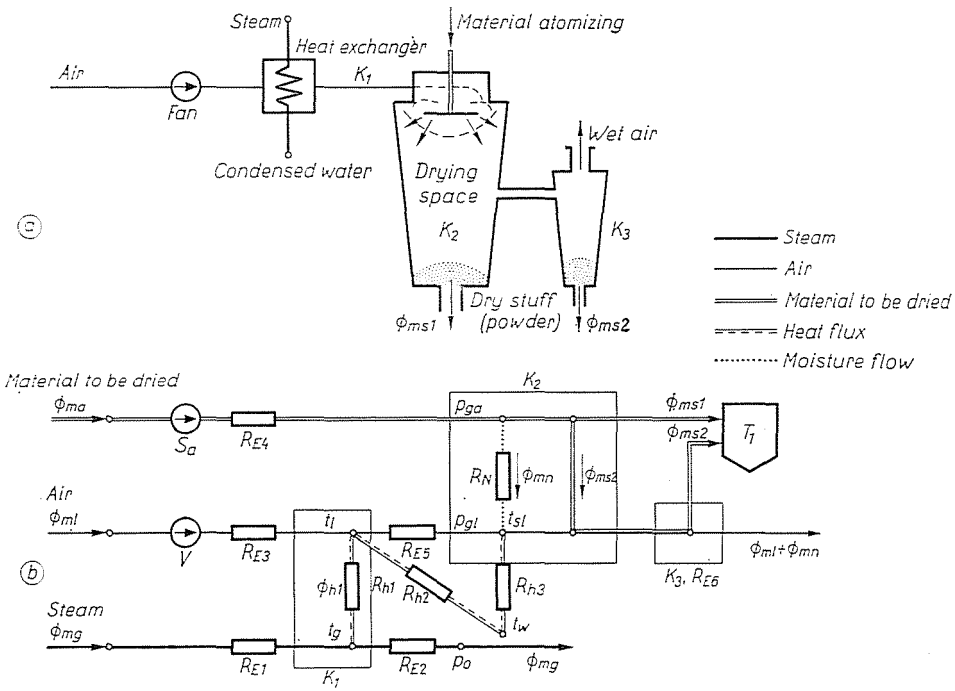 Steam
Material atomizing
Heat exchanger
Air
K1
Fan
Wet air
Condensed water
Drying
space
K2
K3
a
Steam
Air
Material to be dried
Heat flux
Moisture flow
Dry stuff
(powder)
ϕms1
ϕms2
Material to be dried
K2
ϕma
pga
ϕms1
ϕms2
T1
Sa
RE4
RN
ϕmn
ϕms2
Air
ϕml
tl
pgl
tsl
V
RE3
RE5
ϕml+ϕmn
K3, RE6
b
ϕh1
Rh1
Rh2
Rh3
Steam
ϕmg
tg
tw
RE1
RE2
po
ϕmg
K1